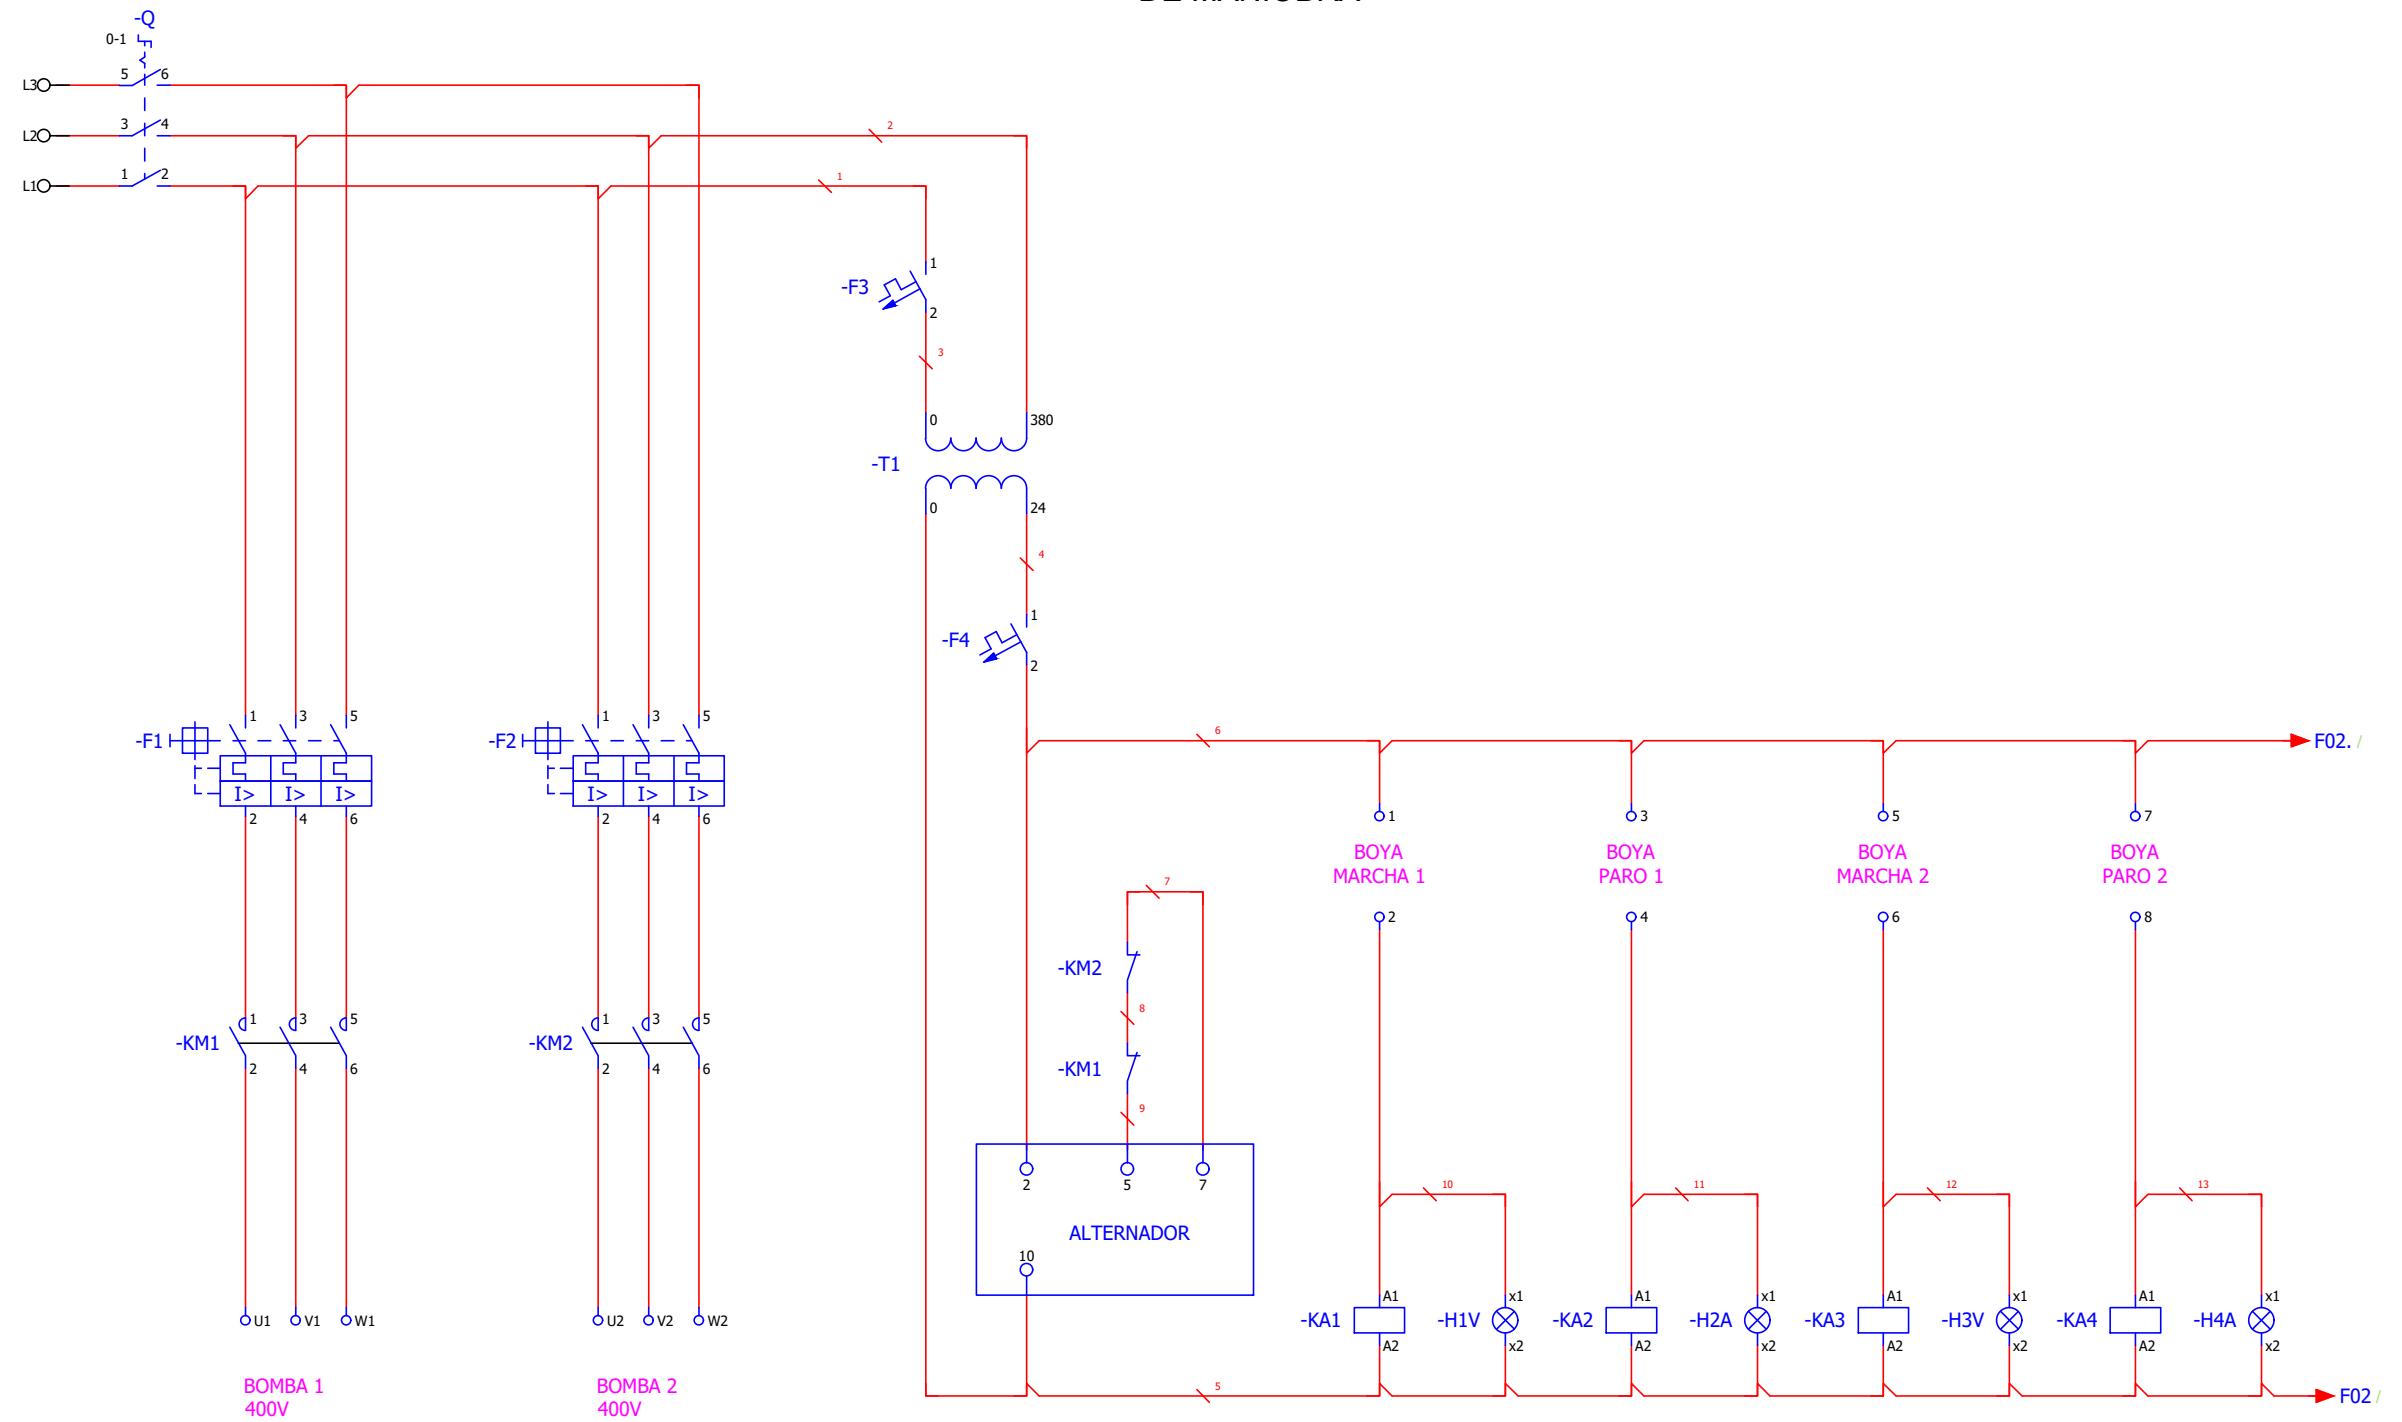 -Q
0-1
L3 5 6
L2 3 4 2
L1 1 2 1
1
-F3
2
3
0 380
-T1
0 24
4
1
-F4
2
1 3 5 1 3 5
-F1 -F2 6 F02. /
I> I> I> I> I> I>
2 4 6 2 4 6
1 3 5 7
BOYA MARCHA 1
BOYA PARO 1
BOYA MARCHA 2
BOYA PARO 2
7
2 4 6 8
-KM2
8
1 3 5 1 3 5
-KM1 -KM2
2 4 6 2 4 6
-KM1
9
2 5 7
10 11 12 13
ALTERNADOR
10
A1 x1 A1 x1 A1 x1 A1 x1
U1 V1 W1 U2 V2 W2 -KA1 -H1V -KA2 -H2A -KA3 -H3V -KA4 -H4A
A2 x2 A2 x2 A2 x2 A2 x2
5 F02 /
BOMBA 1
400V
BOMBA 2
400V